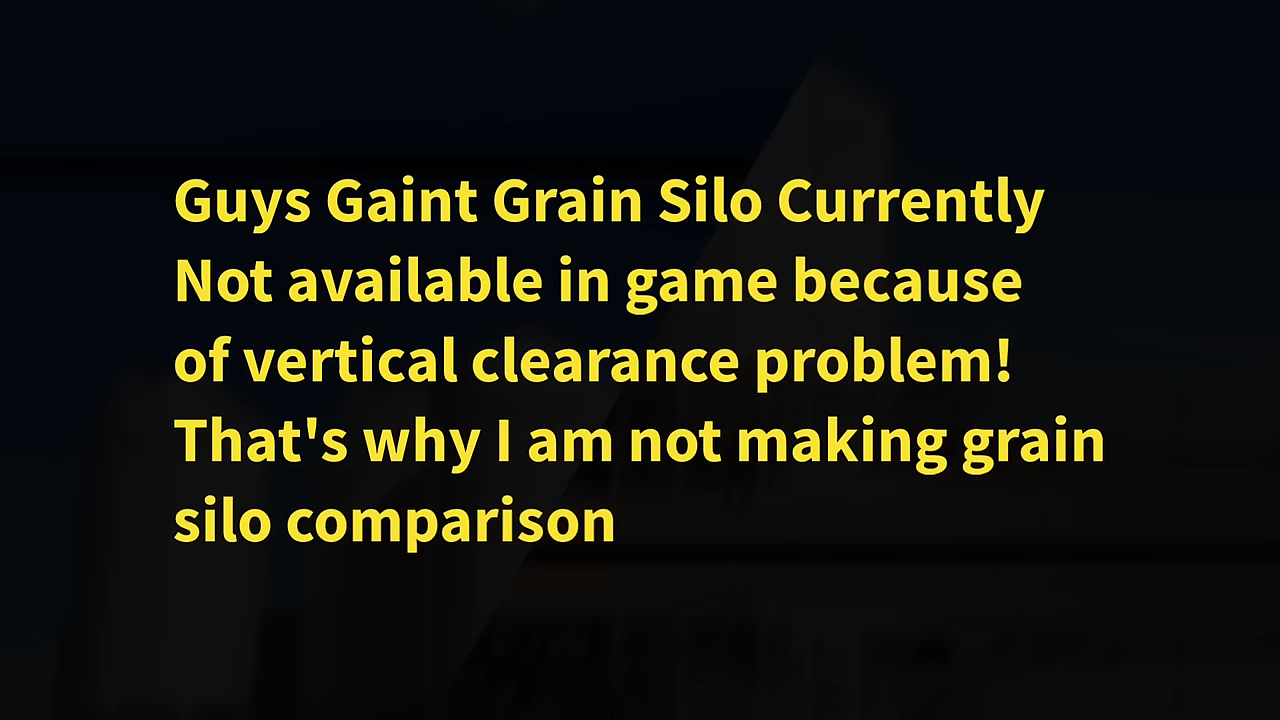 Guys Gaint Grain Silo Currently
Not available in game because
of vertical clearance problem!
That's why I am not making grain
silo comparison